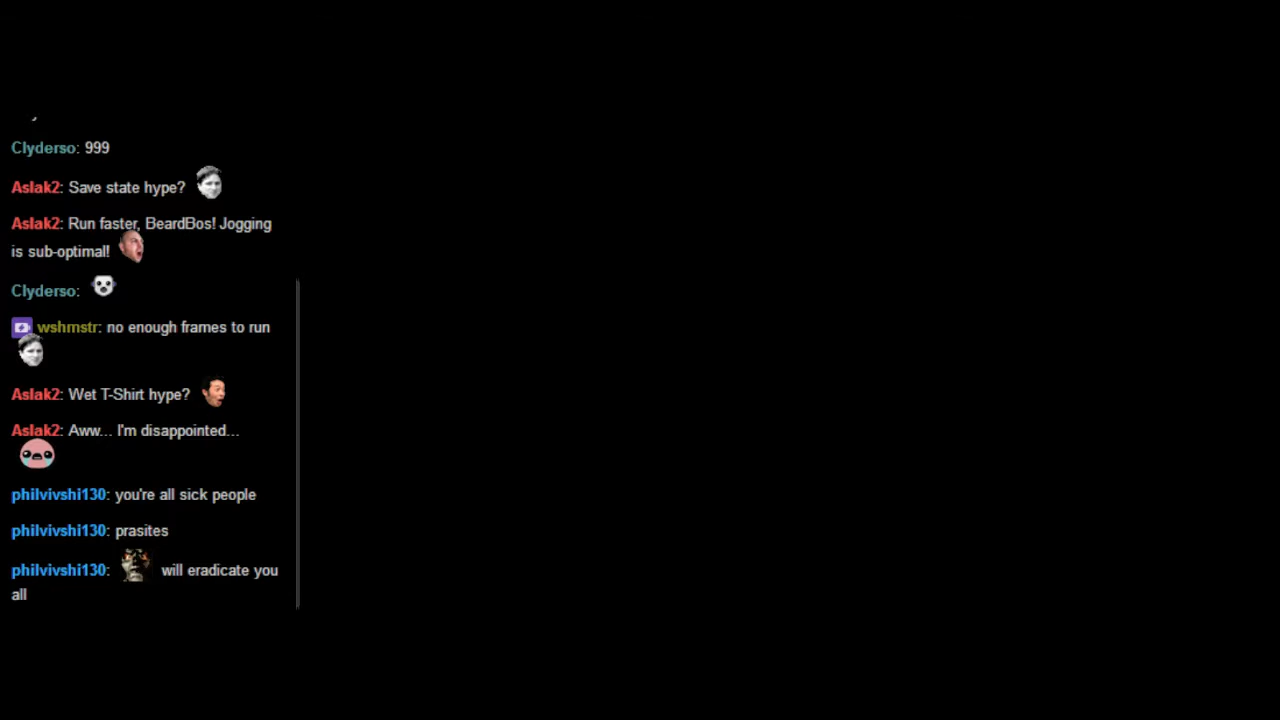 Clyderso: 999
Aslak2: Save state hype?
Aslak2: Run faster, BeardBos! Jogging
is sub-optimal!
Clyderso:
wshmstr: no enough frames to run
Aslak2: Wet T-Shirt hype?
Aslak2: Aww... I'm disappointed...
philvivshi130: you're all sick people
philvivshi130: prasites
philvivshi130: will eradicate you
all